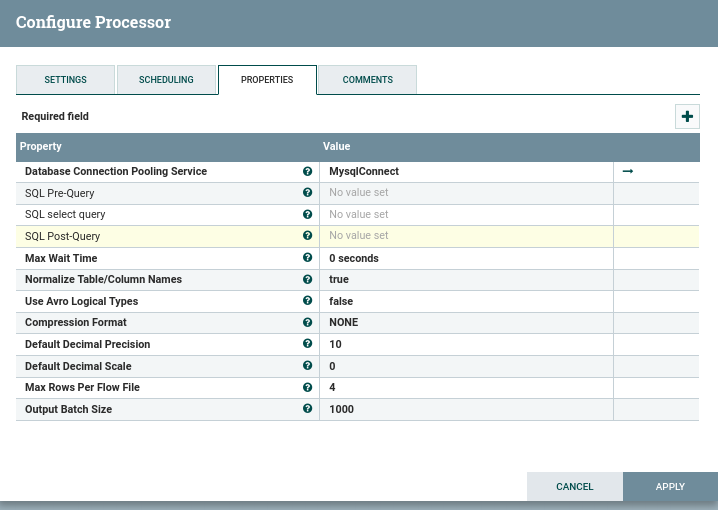 Configure Processor
SETTINGS SCHEDULING PROPERTIES COMMENTS
Required field
Property Value
Database Connection Pooling Service MysqlConnect
SQL Pre-Query No value set
SQL select query No value set
SQL Post-Query No value set
Max Wait Time 0 seconds
Normalize Table/Column Names true
Use Avro Logical Types false
Compression Format NONE
Default Decimal Precision 10
Default Decimal Scale 0
Max Rows Per Flow File 4
Output Batch Size 1000
CANCEL APPLY